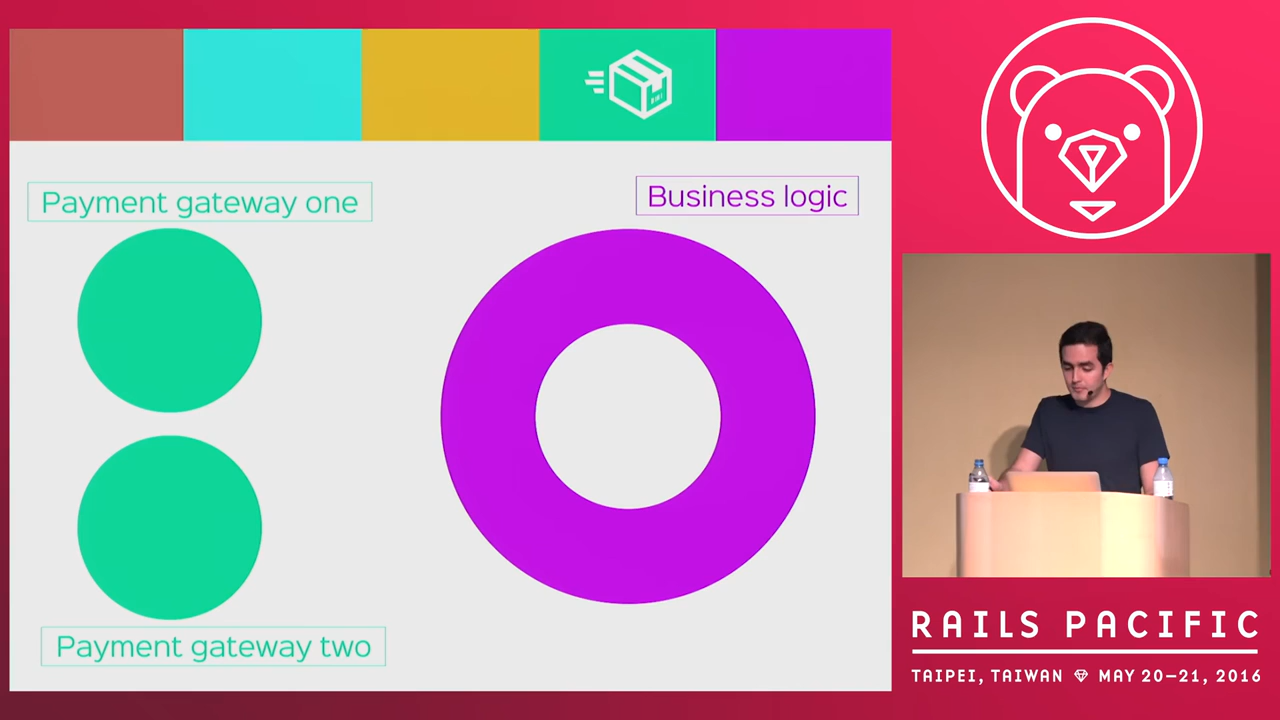 Payment gateway one
Business logic
Payment gateway two
RAILS PACIFIC
TAIPEI, TAIWAN MAY 20–21, 2016